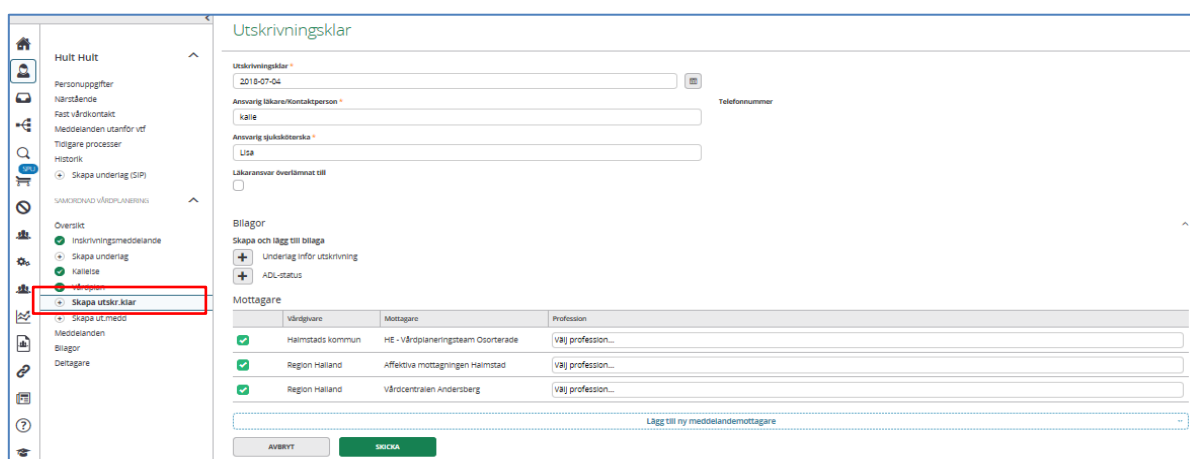 Utskrivningsklar
Hult Hult
Personuppgifter
Närstående
Fast vårdkontakt
Meddelanden utanför vtf
Tidigare processer
Historik
Skapa underlag (SIP)
SAMORDNAD VÅRDPLANERING
Översikt
Inskrivningsmeddelande
Skapa underlag
Kallelse
Vårdplan
Skapa utskr.klar
Skapa ut.medd
Meddelanden
Bilagor
Deltagare
SPU
Utskrivningsklar *
2018-07-04
Ansvarig läkare/Kontaktperson *
Telefonnummer
kalle
Ansvarig sjuksköterska *
Lisa
Läkaransvar överlämnat till
Bilagor
Skapa och lägg till bilaga
Underlag inför utskrivning
ADL-status
Mottagare
Vårdgivare Mottagare Profession
Halmstads kommun HE - Vårdplaneringsteam Osorterade Välj profession...
Region Halland Affektiva mottagningen Halmstad Välj profession...
Region Halland Vårdcentralen Andersberg Välj profession...
Lägg till ny meddelandemottagare
AVBRYT SKICKA